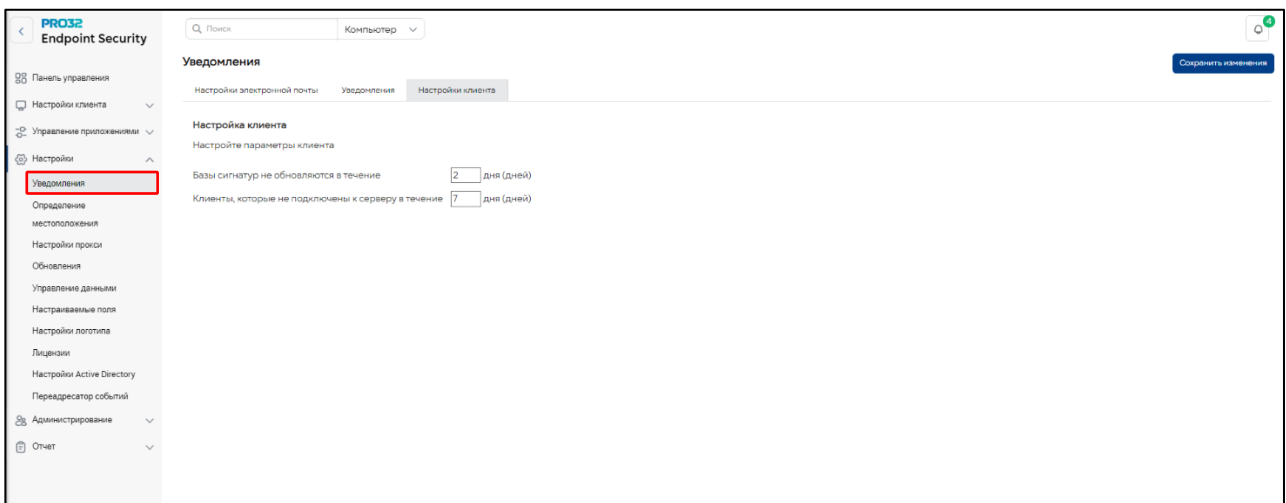 PRO32
Endpoint Security
Поиск
Компьютер
4
Уведомления
Сохранить изменения
Панель управления
Настройки клиента
Управление приложениями
Настройки
Уведомления
Определение
местоположения
Настройки прокси
Обновления
Управление данными
Настраиваемые поля
Настройки логотипа
Лицензии
Настройки Active Directory
Переадресатор событий
Администрирование
Отчет
Настройки электронной почты Уведомления Настройки клиента
Настройка клиента
Настройте параметры клиента
Базы сигнатур не обновляются в течение 2 дня (дней)
Клиенты, которые не подключены к серверу в течение 7 дня (дней)